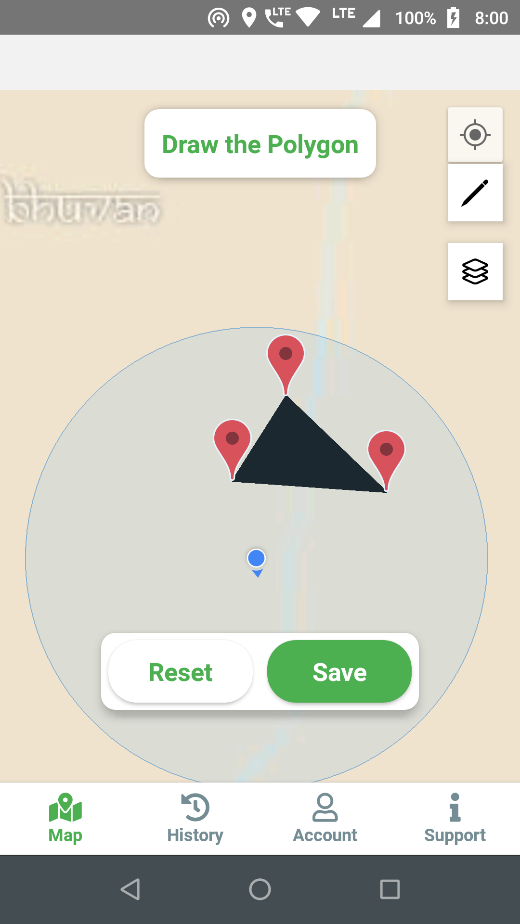 LTE LTE 100% 8:00
Draw the Polygon
bhuvan
Reset Save
Map History Account Support